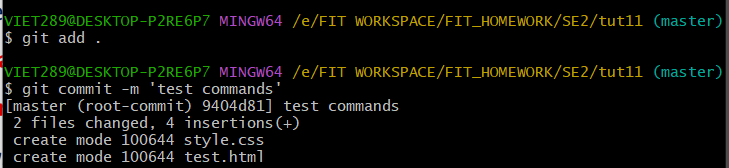 VIET289@DESKTOP-P2RE6P7 MINGW64 /e/FIT WORKSPACE/FIT_HOMEWORK/SE2/tut11 (master)
$ git add .
VIET289@DESKTOP-P2RE6P7 MINGW64 /e/FIT WORKSPACE/FIT_HOMEWORK/SE2/tut11 (master)
$ git commit -m 'test commands'
[master (root-commit) 9404d81] test commands
 2 files changed, 4 insertions(+)
 create mode 100644 style.css
 create mode 100644 test.html